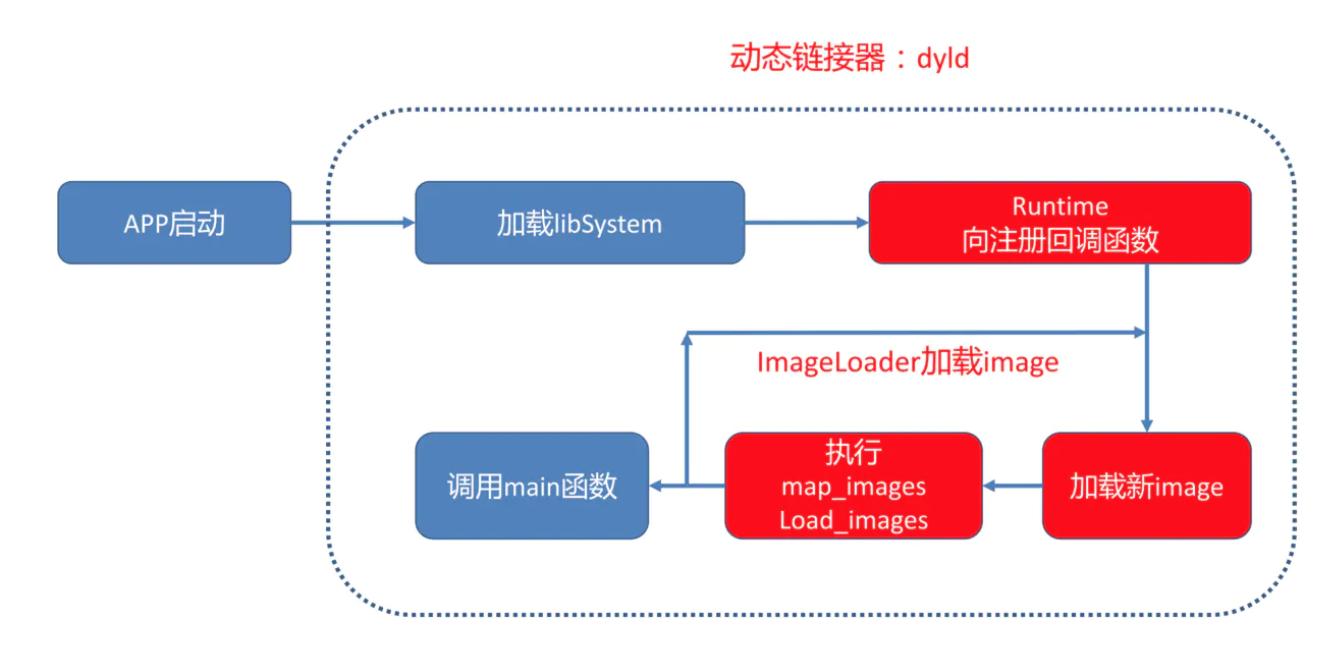 动态链接器：dyld
APP启动
加载libSystem
Runtime
向注册回调函数
ImageLoader加载image
调用main函数
执行
map_images
Load_images
加载新image